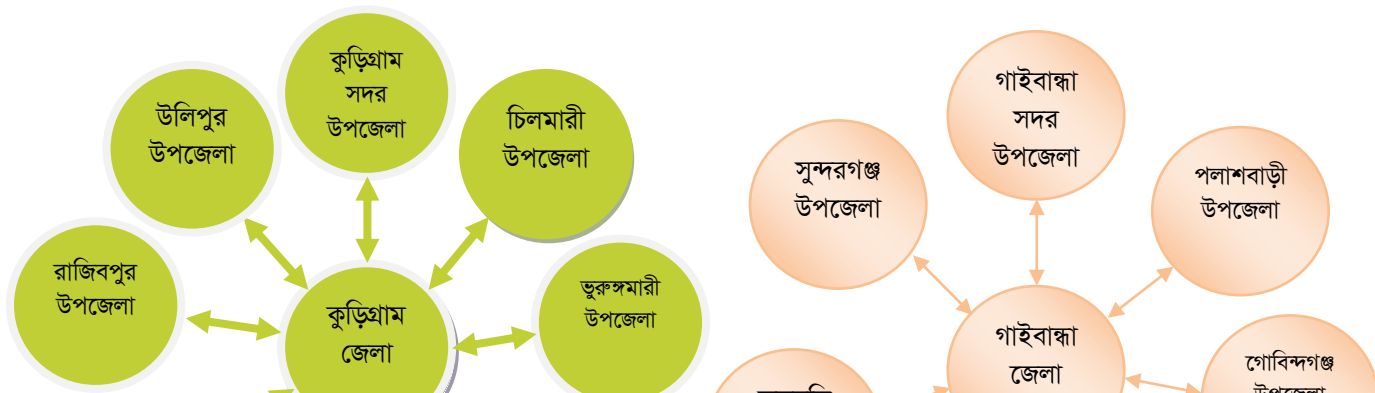 কুড়িগ্রাম
সদর
উপজেলা
উলিপুর
উপজেলা
চিলমারী
উপজেলা
রাজিবপুর
উপজেলা
ভুরুঙ্গমারী
উপজেলা
কুড়িগ্রাম
জেলা
গাইবান্ধা
সদর
উপজেলা
সুন্দরগঞ্জ
উপজেলা
পলাশবাড়ী
উপজেলা
গাইবান্ধা
জেলা
গোবিন্দগঞ্জ
উপজেলা